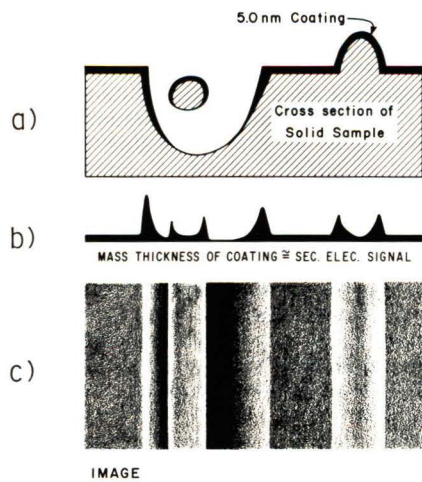 5.0 nm Coating
a)
Cross section of
Solid Sample
b)
MASS THICKNESS OF COATING ≅ SEC. ELEC. SIGNAL
c)
IMAGE